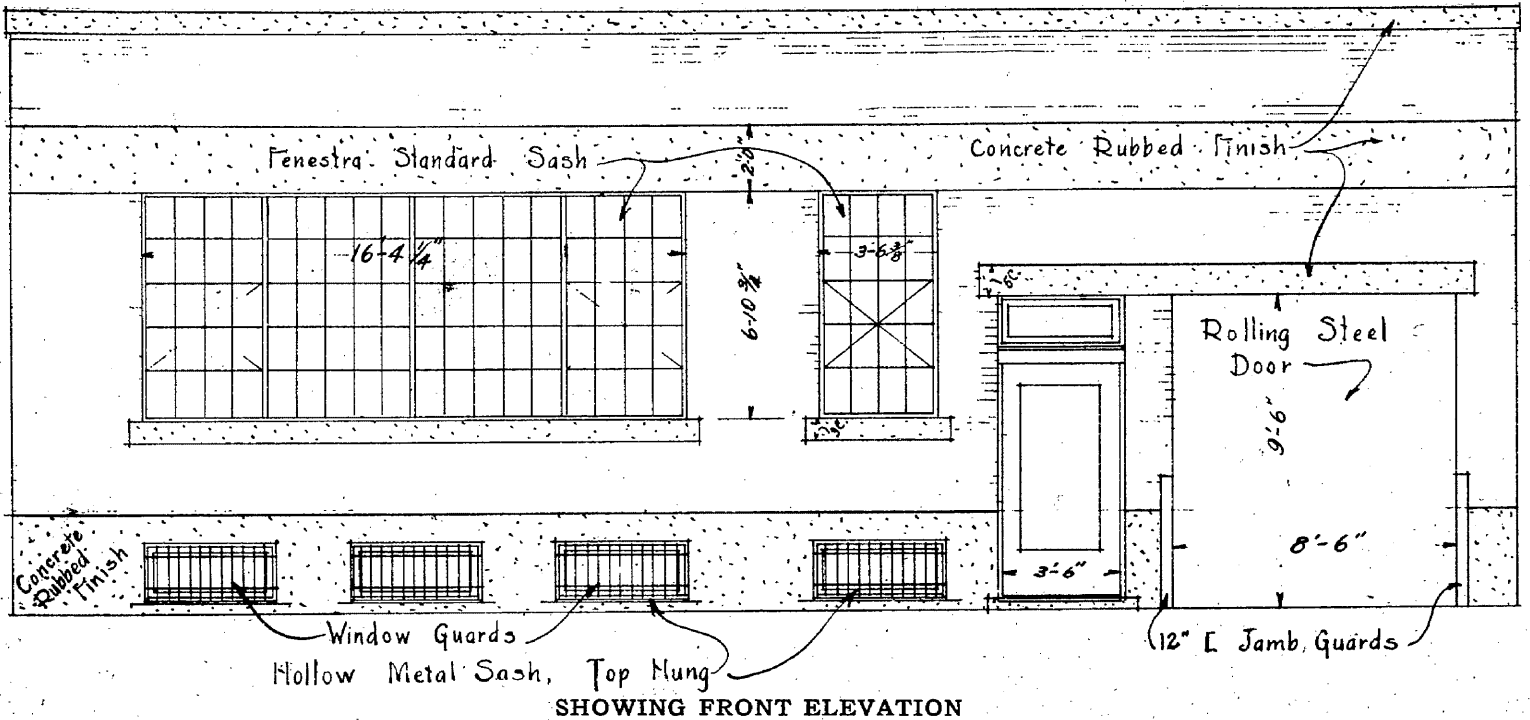 Fenestra Standard Sash
2'-0"
Concrete Rubbed Finish
16'-4 1/4"
3'-6 3/8"
6'-10 3/4"
Rolling Steel
Door
9'-6"
8'-6"
3'-6"
Concrete
Rubbed
Finish
Window Guards
12" [ Jamb Guards
Hollow Metal Sash, Top Hung
SHOWING FRONT ELEVATION